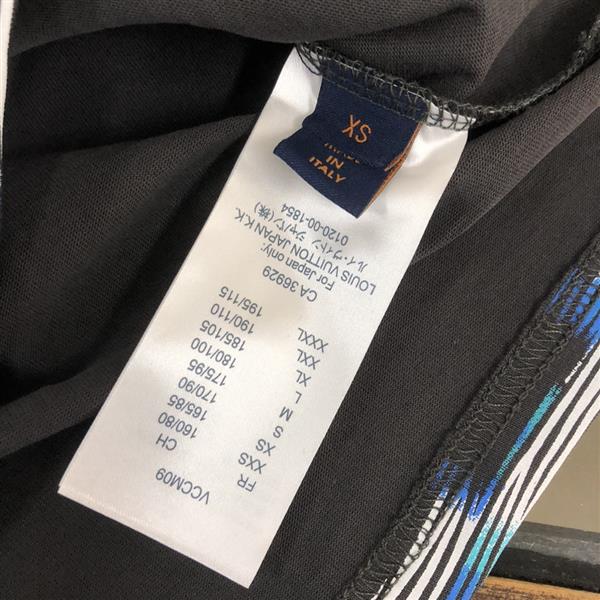 XS
MADE
IN
ITALY
VCCM09
FR CH
XXS 160/80
XS 165/85
S 170/90
M 175/95
L 180/100
XL 185/105
XXL 190/110
XXXL 195/115
CA 36929
For Japan only:
LOUIS VUITTON JAPAN K.K.
ルイ・ヴィトン ジャパン(株)
0120-00-1854